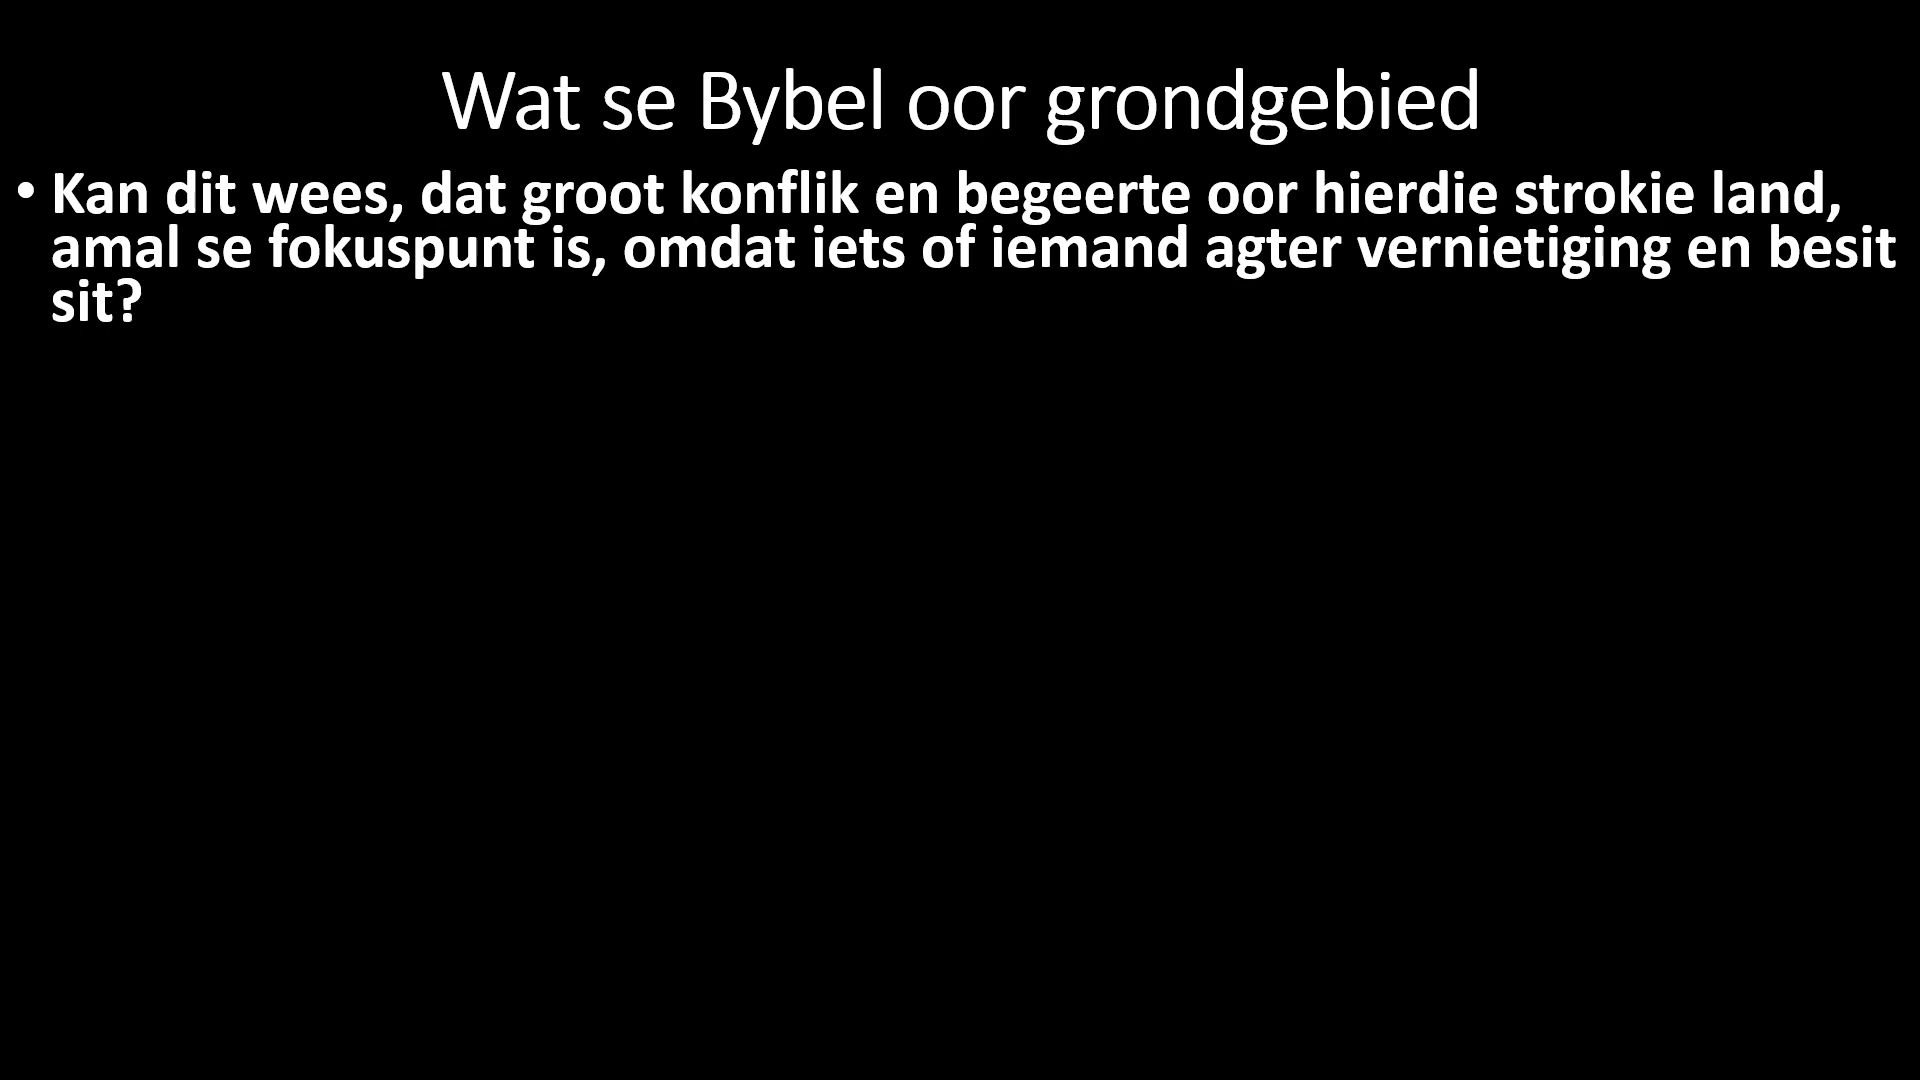 Wat se Bybel oor grondgebied
• Kan dit wees, dat groot konflik en begeerte oor hierdie strokie land,
amal se fokuspunt is, omdat iets of iemand agter vernietiging en besit
sit?